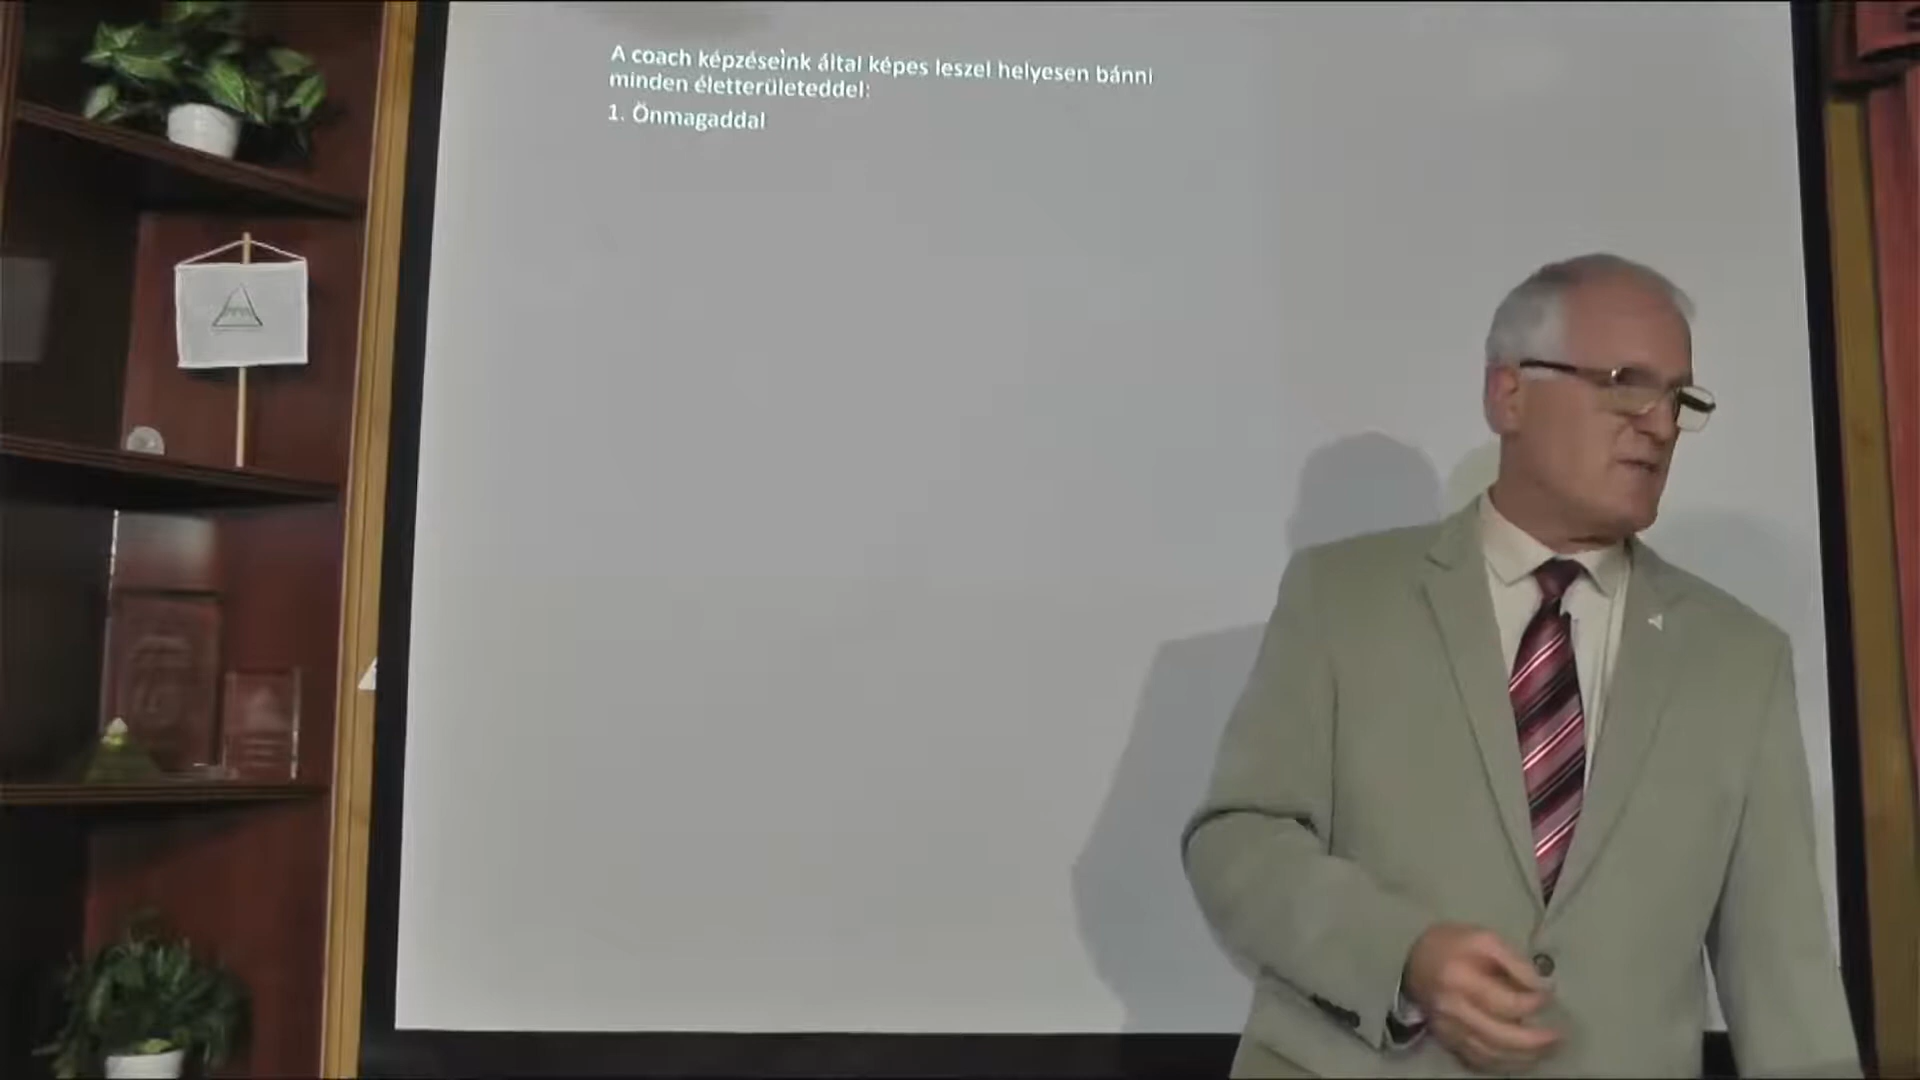 A coach képzéseink által képes leszel helyesen bánni
minden életterületeddel:
1. Önmagaddal